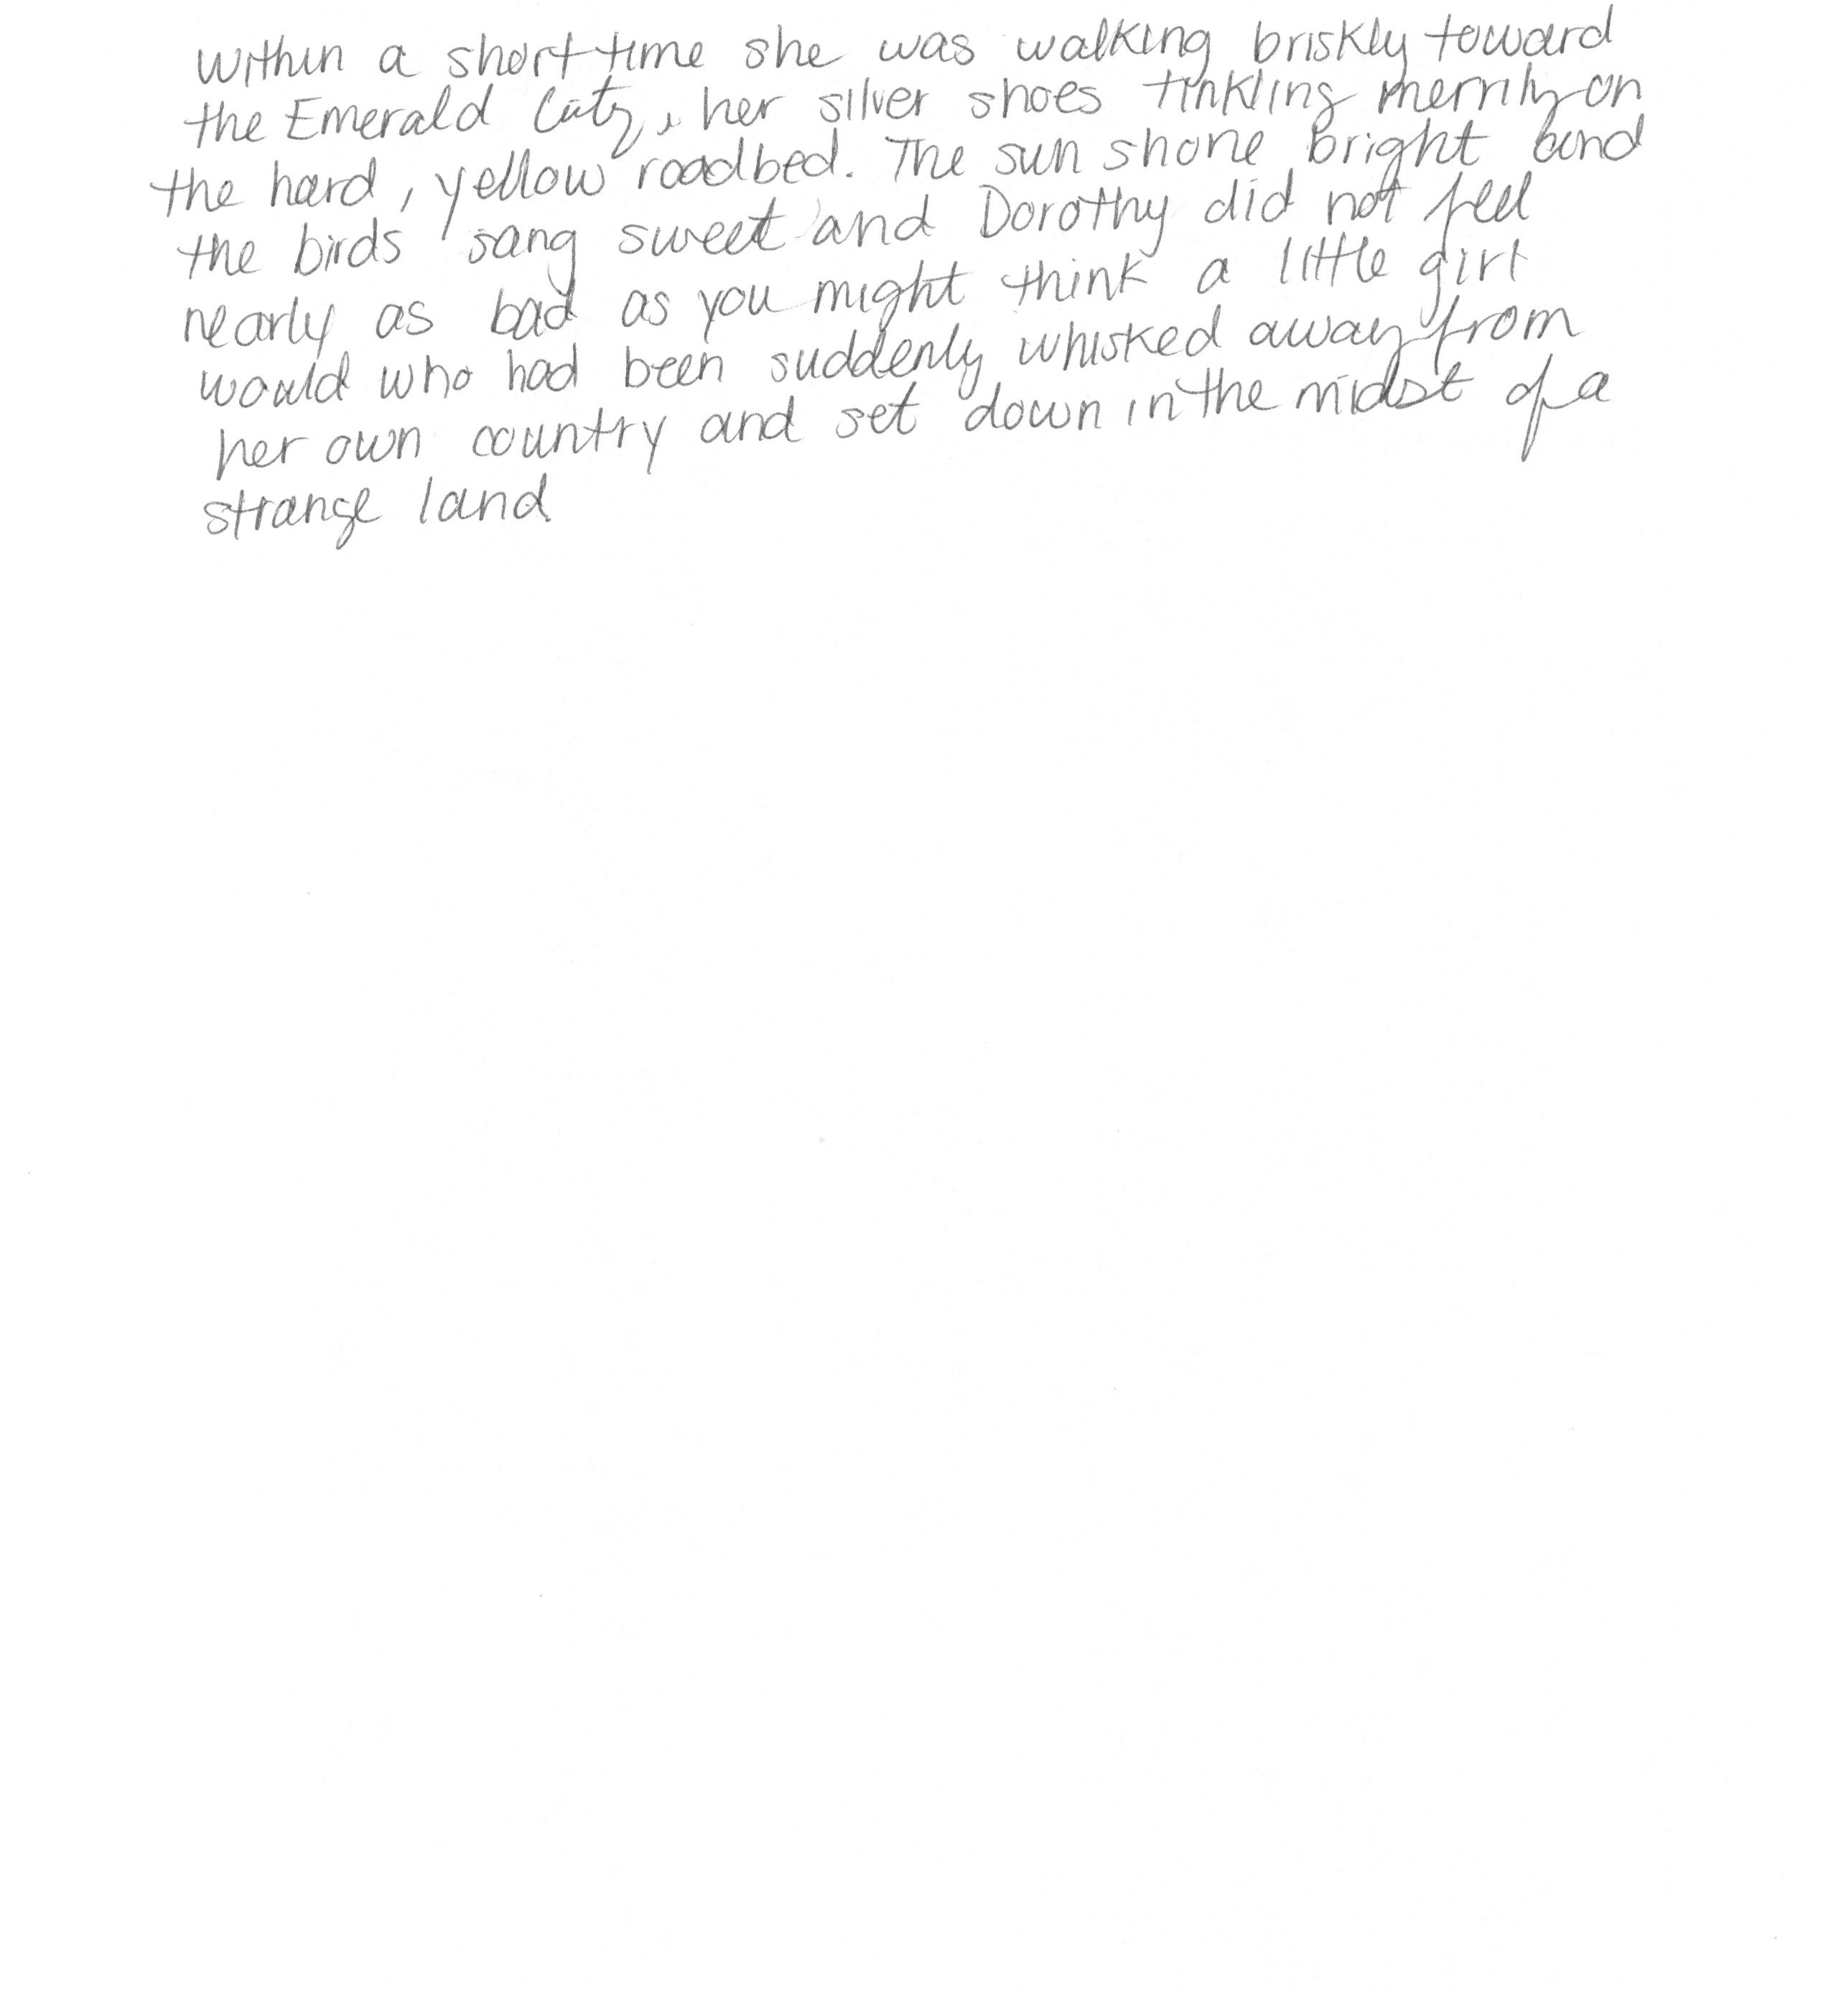 Within a short time she was walking briskly toward
the Emerald City, her silver shoes tinkling merrily on
the hard, yellow roadbed. The sun shone bright and
the birds sang sweet and Dorothy did not feel
nearly as bad as you might think a little girl
would who had been suddenly whisked away from
her own country and set down in the midst of a
strange land